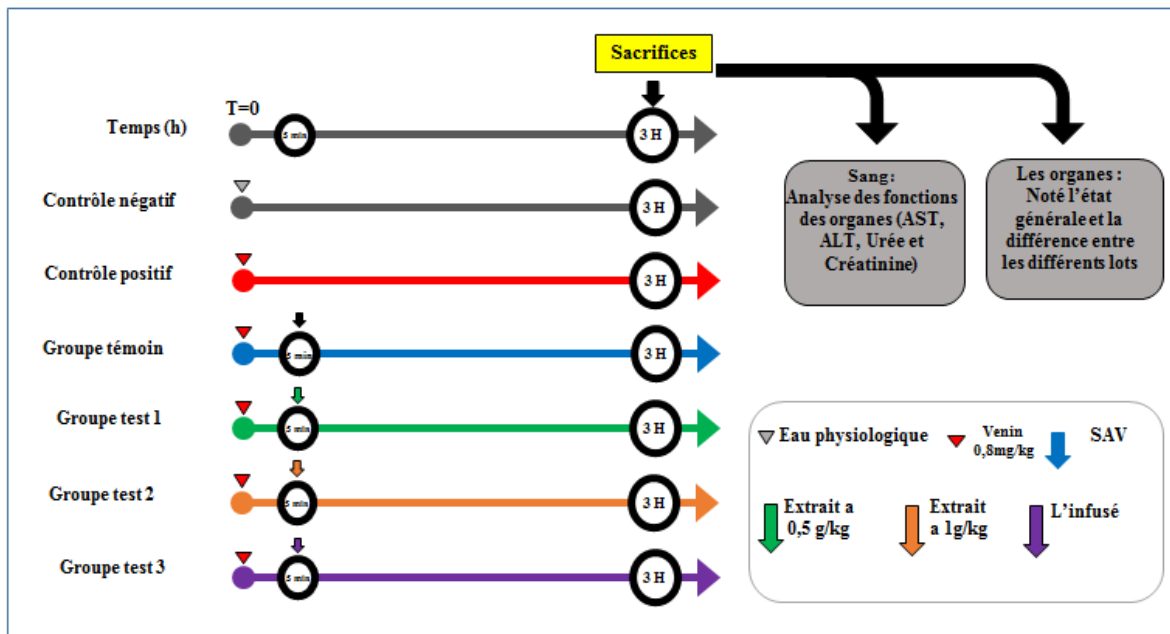 Sacrifices
T=0
Temps (h)
5 min
3 H
Sang:
Analyse des fonctions
des organes (AST,
ALT, Urée et
Créatinine)
Les organes :
Noté l’état
générale et la
différence entre
les différents lots
Contrôle négatif
3 H
Contrôle positif
3 H
Groupe témoin
5 min
3 H
Groupe test 1
5 min
3 H
Groupe test 2
5 min
3 H
Groupe test 3
5 min
3 H
Eau physiologique
Venin
0,8mg/kg
SAV
Extrait a
0,5 g/kg
Extrait
a 1g/kg
L’infusé